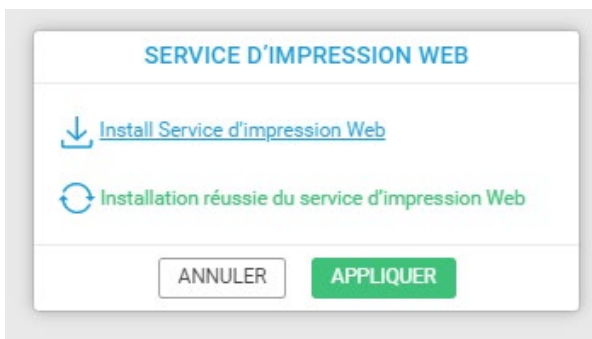 SERVICE D'IMPRESSION WEB
Install Service d'impression Web
Installation réussie du service d'impression Web
ANNULER APPLIQUER